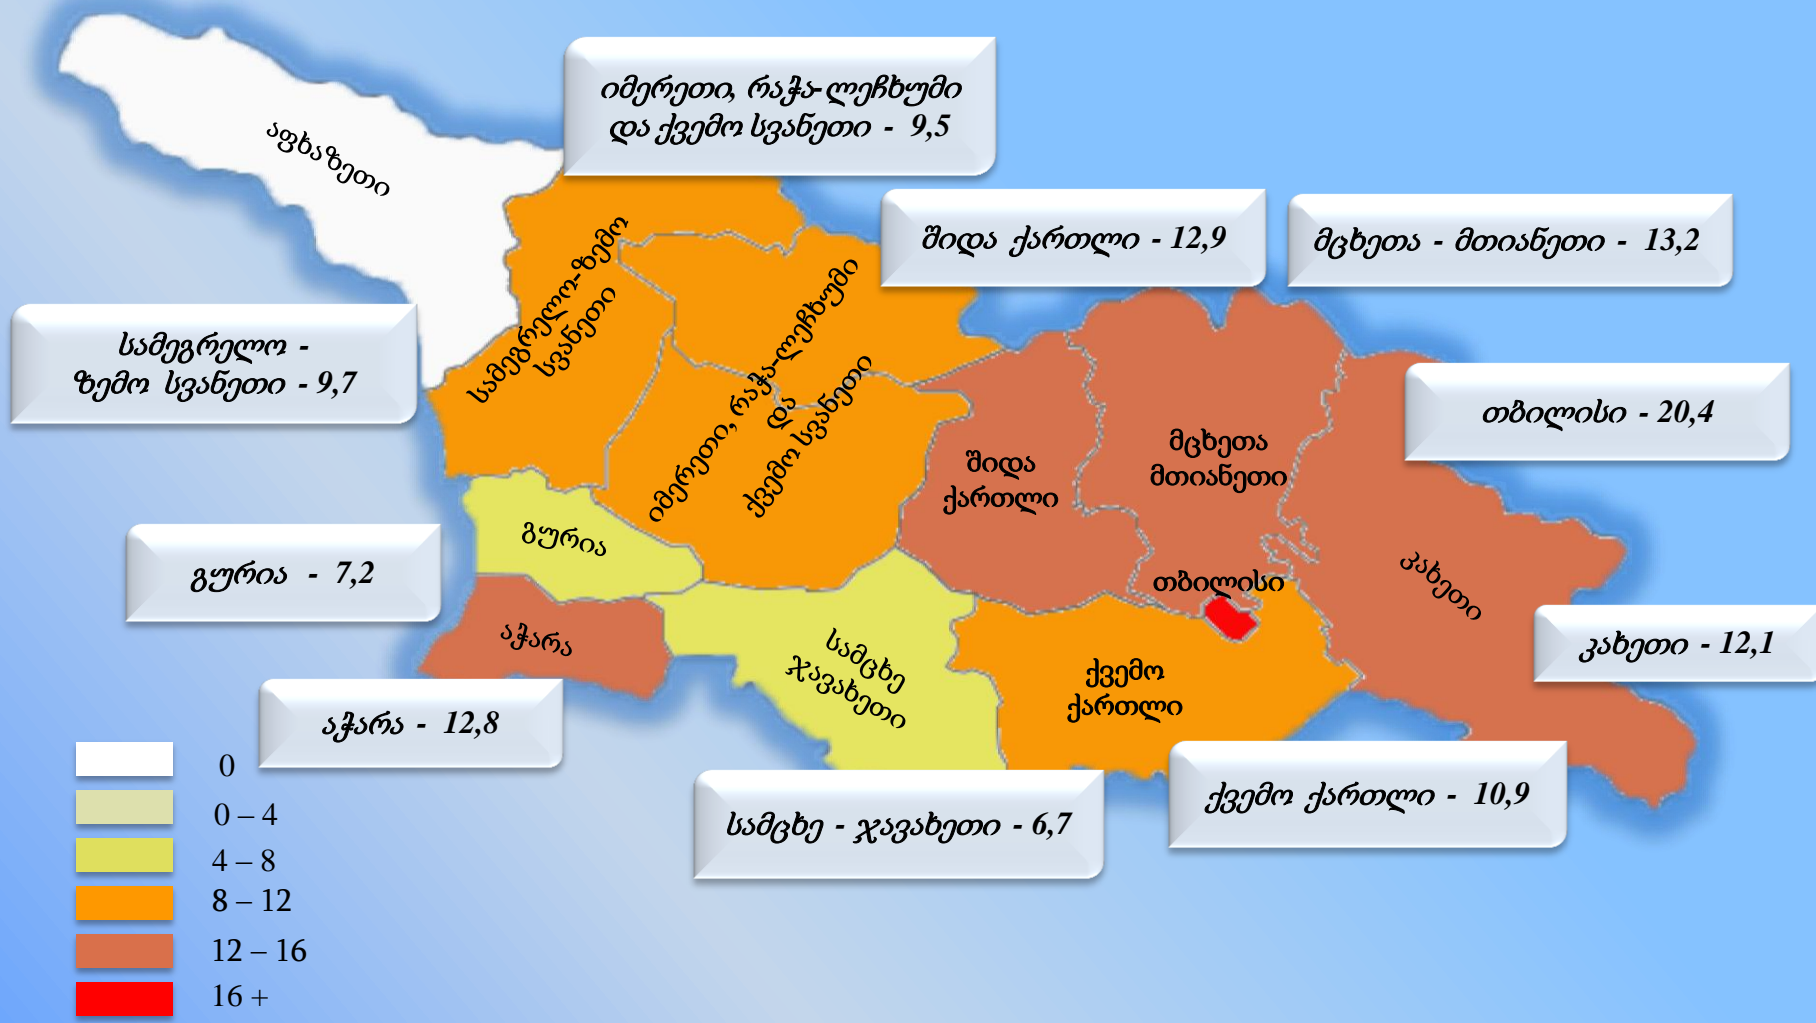 იმერეთი, რაჭა-ლეჩხუმი
და ქვემო სვანეთი - 9,5
აფხაზეთი
შიდა ქართლი - 12,9
მცხეთა - მთიანეთი - 13,2
სამეგრელო-ზემო
სვანეთი
იმერეთი, რაჭა-ლეჩხუმი
და
ქვემო სვანეთი
სამეგრელო -
ზემო სვანეთი - 9,7
თბილისი - 20,4
შიდა
ქართლი
მცხეთა
მთიანეთი
გურია
გურია - 7,2
თბილისი
კახეთი
აჭარა
სამცხე
ჯავახეთი
ქვემო
ქართლი
კახეთი - 12,1
აჭარა - 12,8
სამცხე - ჯავახეთი - 6,7
ქვემო ქართლი - 10,9
0
0 – 4
4 – 8
8 – 12
12 – 16
16 +